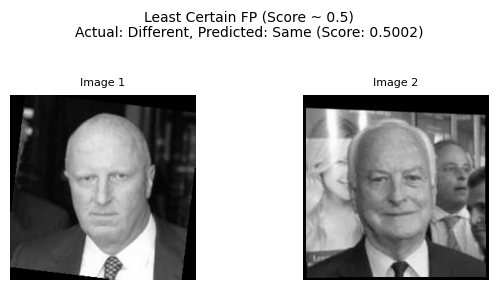 Least Certain FP (Score ~ 0.5)
Actual: Different, Predicted: Same (Score: 0.5002)
Image 1
Image 2